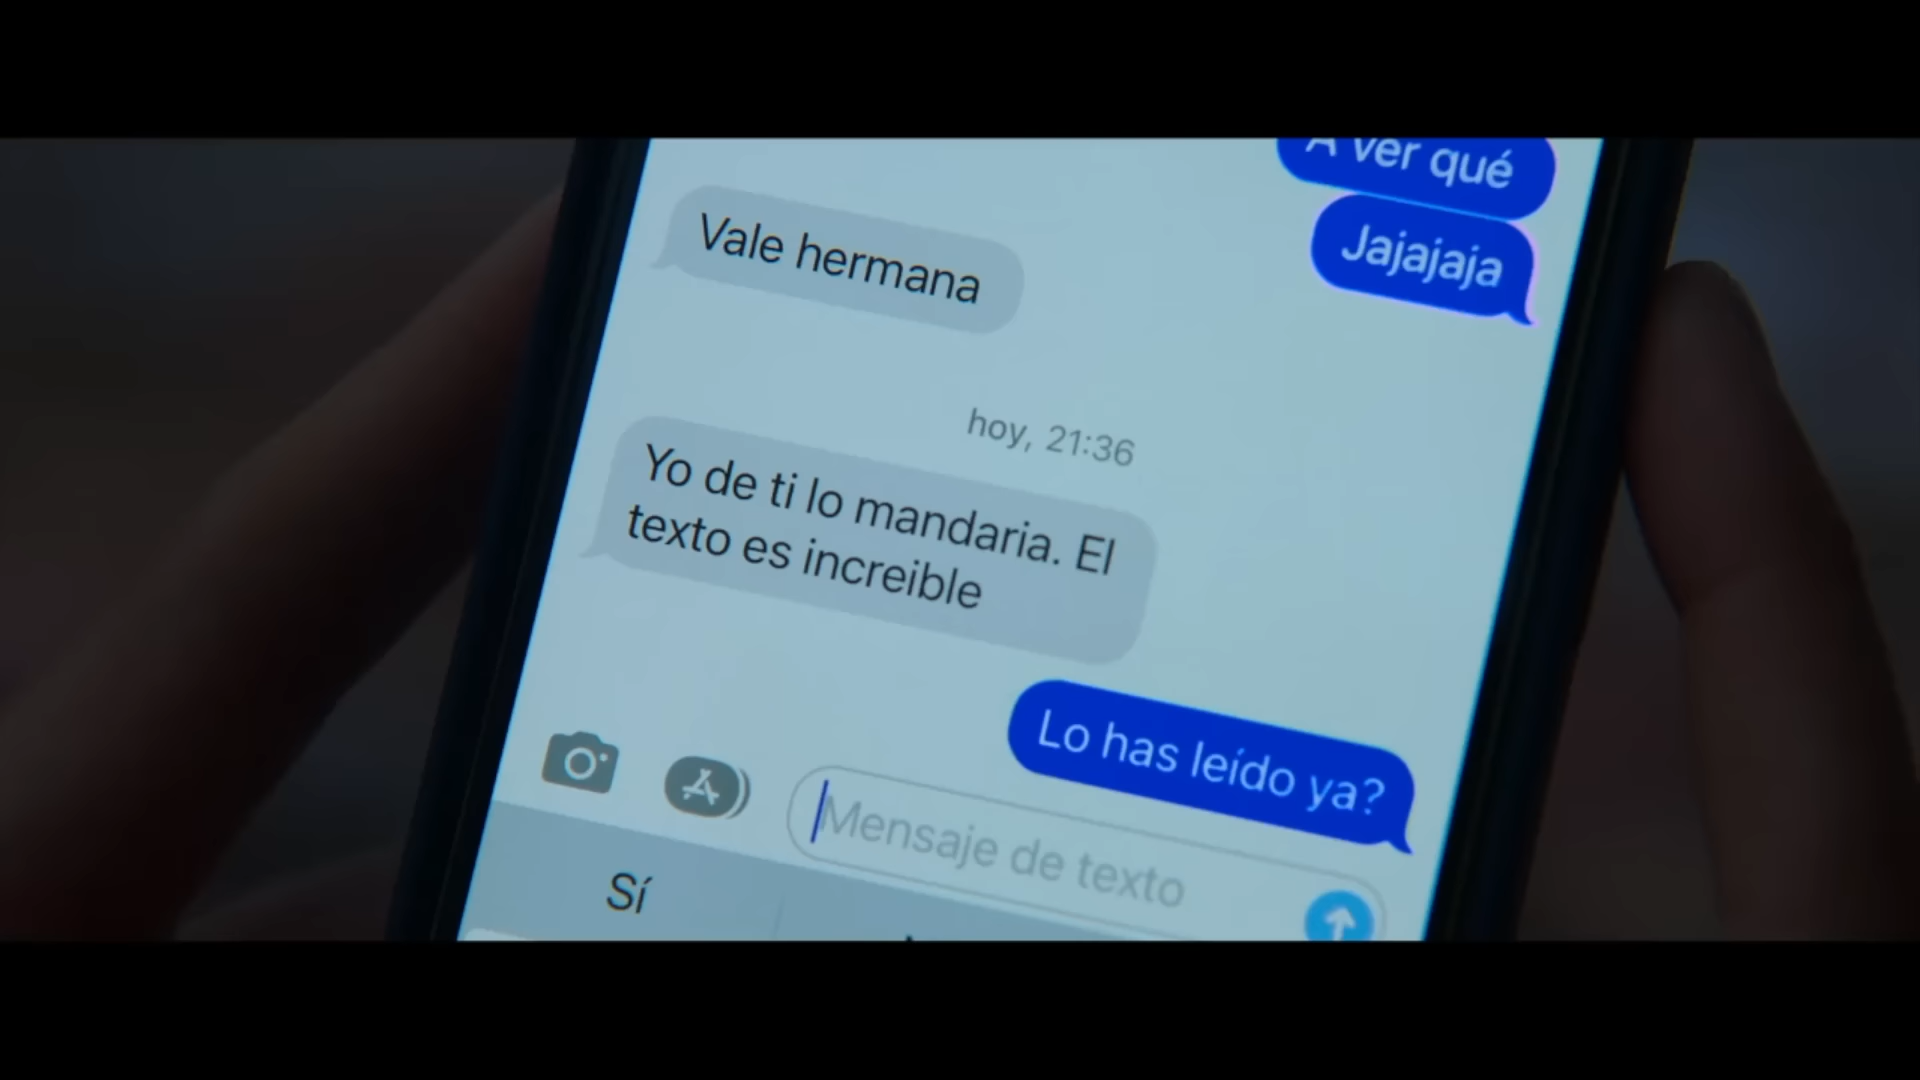 A ver qué
Jajajaja
Vale hermana
hoy, 21:36
Yo de ti lo mandaria. El
texto es increible
Lo has leído ya?
Mensaje de texto
Sí